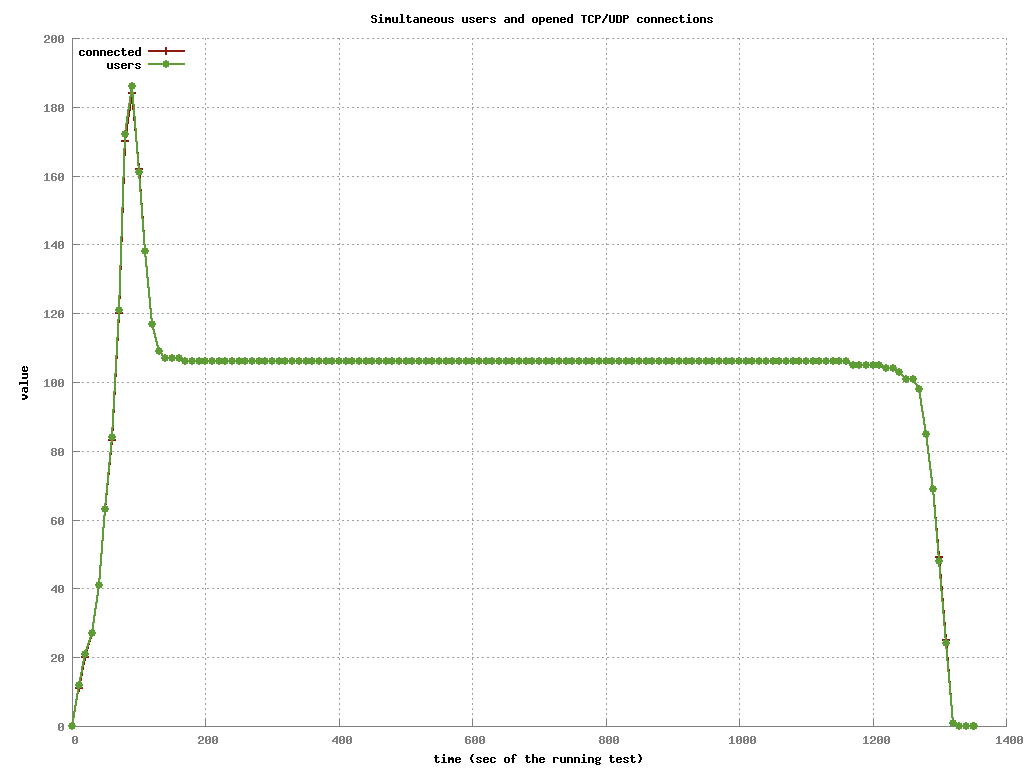 Simultaneous users and opened TCP/UDP connections
200
connected
users
180
160
140
120
value
100
80
60
40
20
0
0 200 400 600 800 1000 1200 1400
time (sec of the running test)